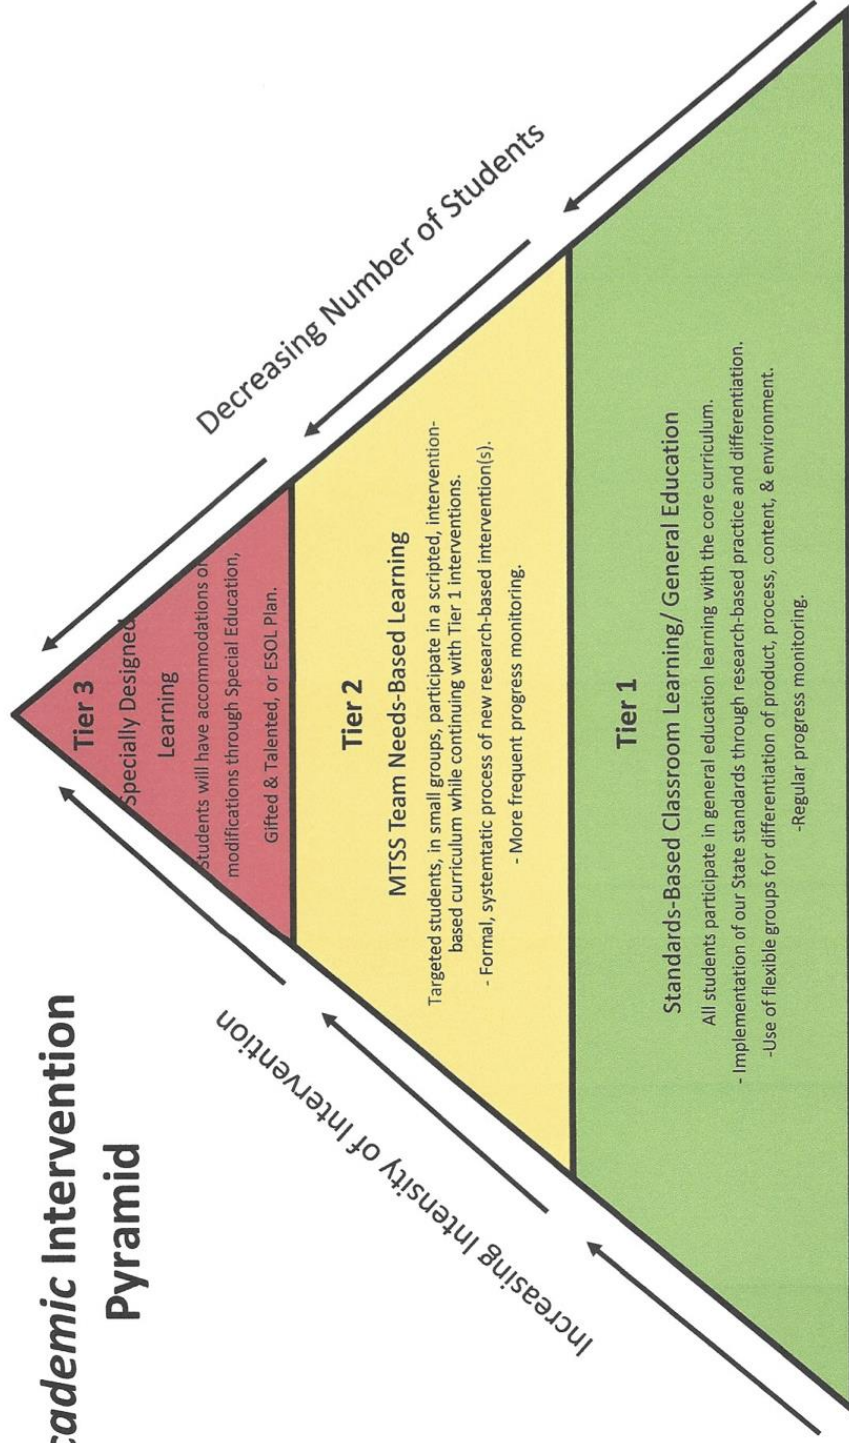 cademic Intervention
Pyramid
Increasing Intensity of Intervention
Decreasing Number of Students
Tier 3
Specially Designed
Learning
Students will have accommodations or
modifications through Special Education,
Gifted & Talented, or ESOL Plan.
Tier 2
MTSS Team Needs-Based Learning
Targeted students, in small groups, participate in a scripted, intervention-
based curriculum while continuing with Tier 1 interventions.
- Formal, systemtatic process of new research-based intervention(s).
- More frequent progress monitoring.
Tier 1
Standards-Based Classroom Learning/ General Education
All students participate in general education learning with the core curriculum.
- Implementation of our State standards through research-based practice and differentiation.
-Use of flexible groups for differentiation of product, process, content, & environment.
-Regular progress monitoring.